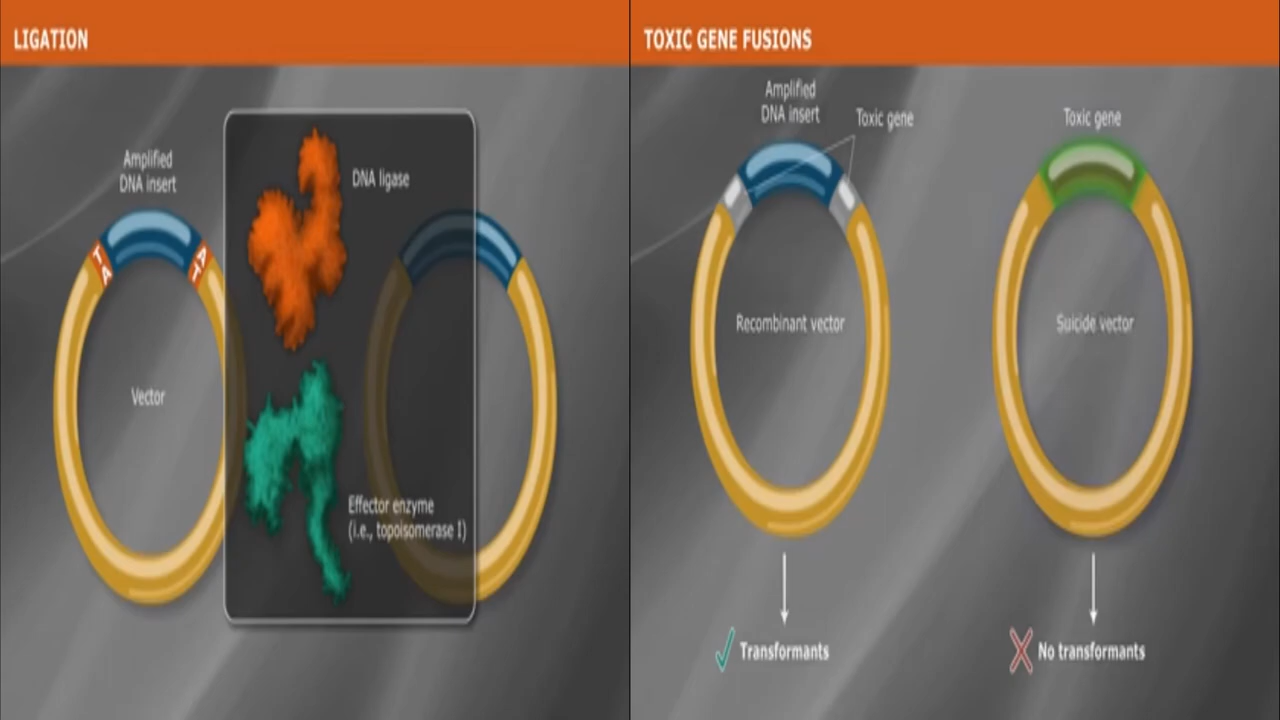 LIGATION
Amplified
DNA insert
T
A
A
T
Vector
DNA ligase
Effector enzyme
(i.e., topoisomerase I)
TOXIC GENE FUSIONS
Amplified
DNA insert
Toxic gene
Recombinant vector
Transformants
Toxic gene
Suicide vector
No transformants